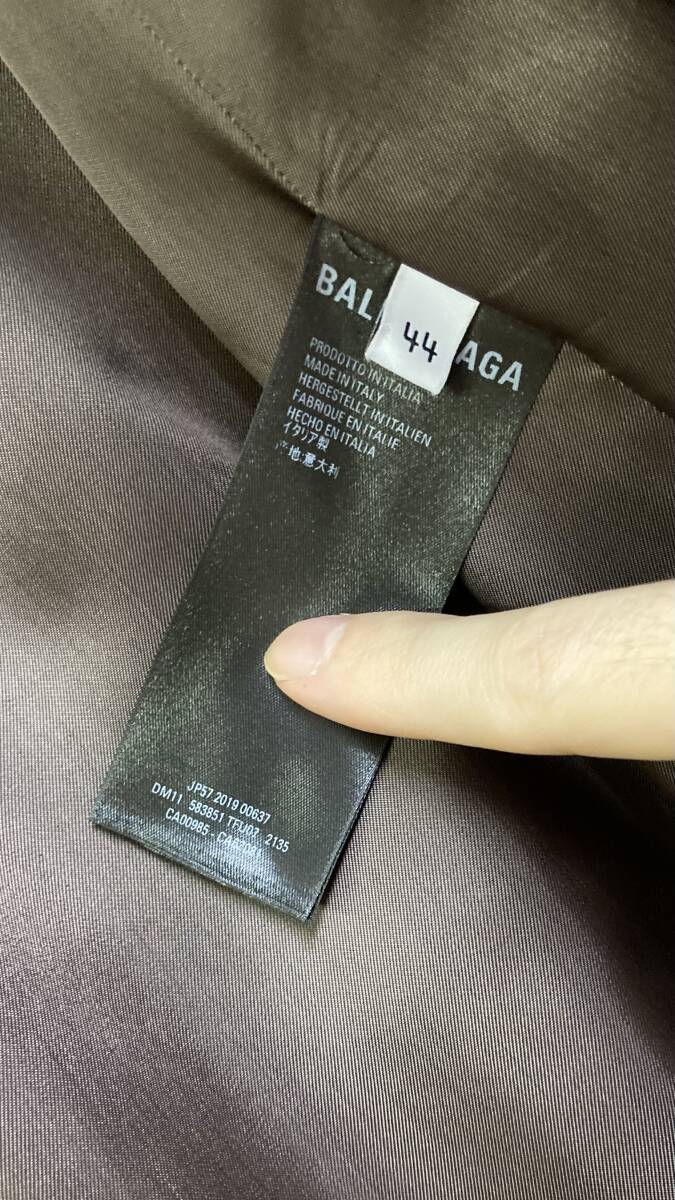 BAL AGA
44
PRODOTTO IN ITALIA
MADE IN ITALY
HERGESTELLT IN ITALIEN
FABRIQUE EN ITALIE
HECHO EN ITALIA
イタリア製
产地:意大利
JP57 2019 00637
DM11 583851 TFU07 2135
CA00985